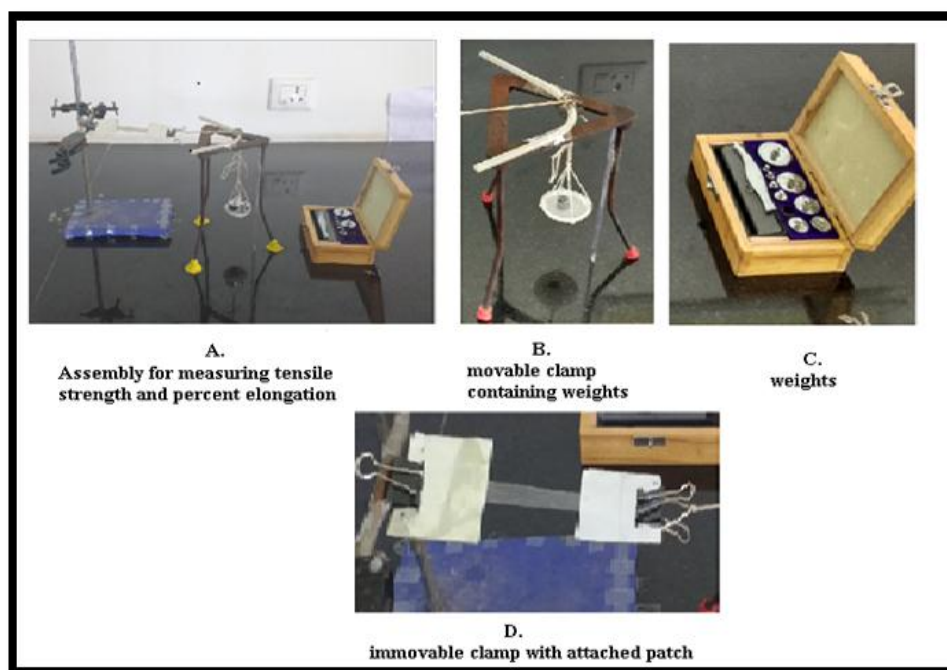 A.
Assembly for measuring tensile
strength and percent elongation
B.
movable clamp
containing weights
C.
weights
D.
immovable clamp with attached patch